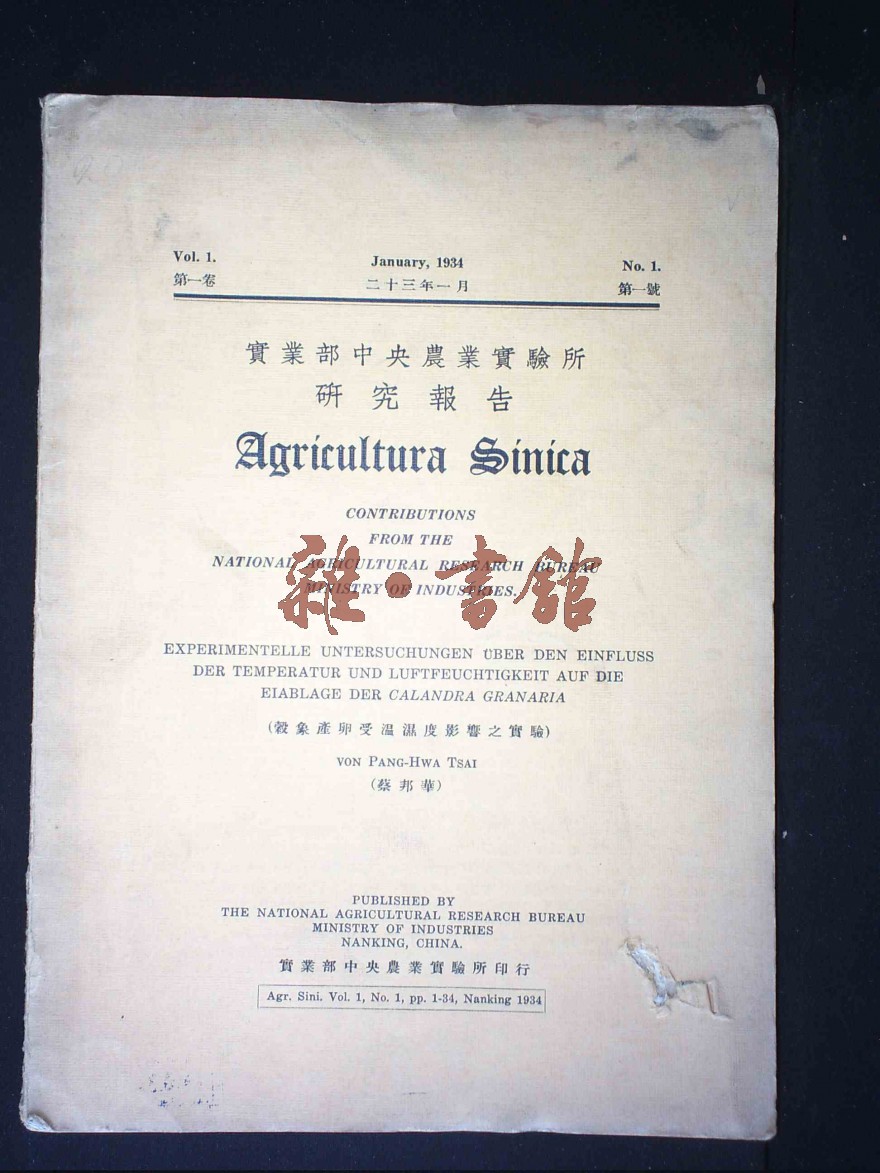 Vol. 1.
January, 1934
No. 1.
第一卷
二十三年一月
第一號
實業部中央農業實驗所
研究報告
Agricultura Sinica
CONTRIBUTIONS
FROM THE
NATIONAL AGRICULTURAL RESEARCH BUREAU
MINISTRY OF INDUSTRIES.
雜·書館
EXPERIMENTELLE UNTERSUCHUNGEN ÜBER DEN EINFLUSS
DER TEMPERATUR UND LUFTFEUCHTIGKEIT AUF DIE
EIABLAGE DER CALANDRA GRANARIA
(穀象產卵受溫濕度影響之實驗)
VON PANG-HWA TSAI
(蔡邦華)
PUBLISHED BY
THE NATIONAL AGRICULTURAL RESEARCH BUREAU
MINISTRY OF INDUSTRIES
NANKING, CHINA.
實業部中央農業實驗所印行
Agr. Sini. Vol. 1, No. 1, pp. 1-34, Nanking 1934